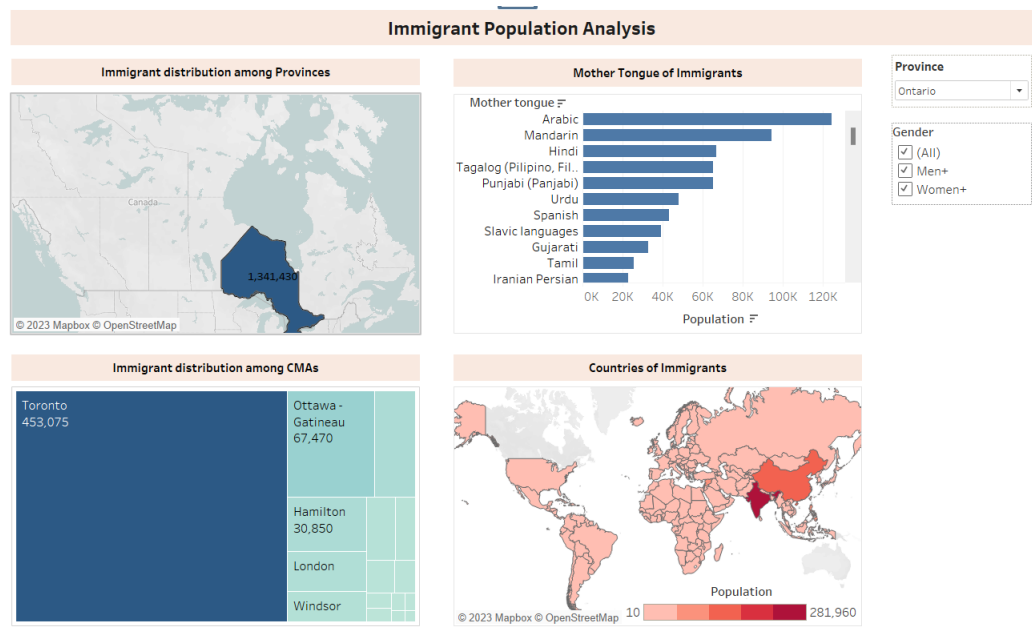 Immigrant Population Analysis
Immigrant distribution among Provinces
Canada
1,341,430
© 2023 Mapbox © OpenStreetMap
Mother Tongue of Immigrants
Mother tongue
Arabic
Mandarin
Hindi
Tagalog (Pilipino, Fil..
Punjabi (Panjabi)
Urdu
Spanish
Slavic languages
Gujarati
Tamil
Iranian Persian
0K 20K 40K 60K 80K 100K 120K
Population
Province
Ontario
Gender
(All)
Men+
Women+
Immigrant distribution among CMAs
Toronto
453,075
Ottawa -
Gatineau
67,470
Hamilton
30,850
London
Windsor
Countries of Immigrants
Population
10 281,960
© 2023 Mapbox © OpenStreetMap